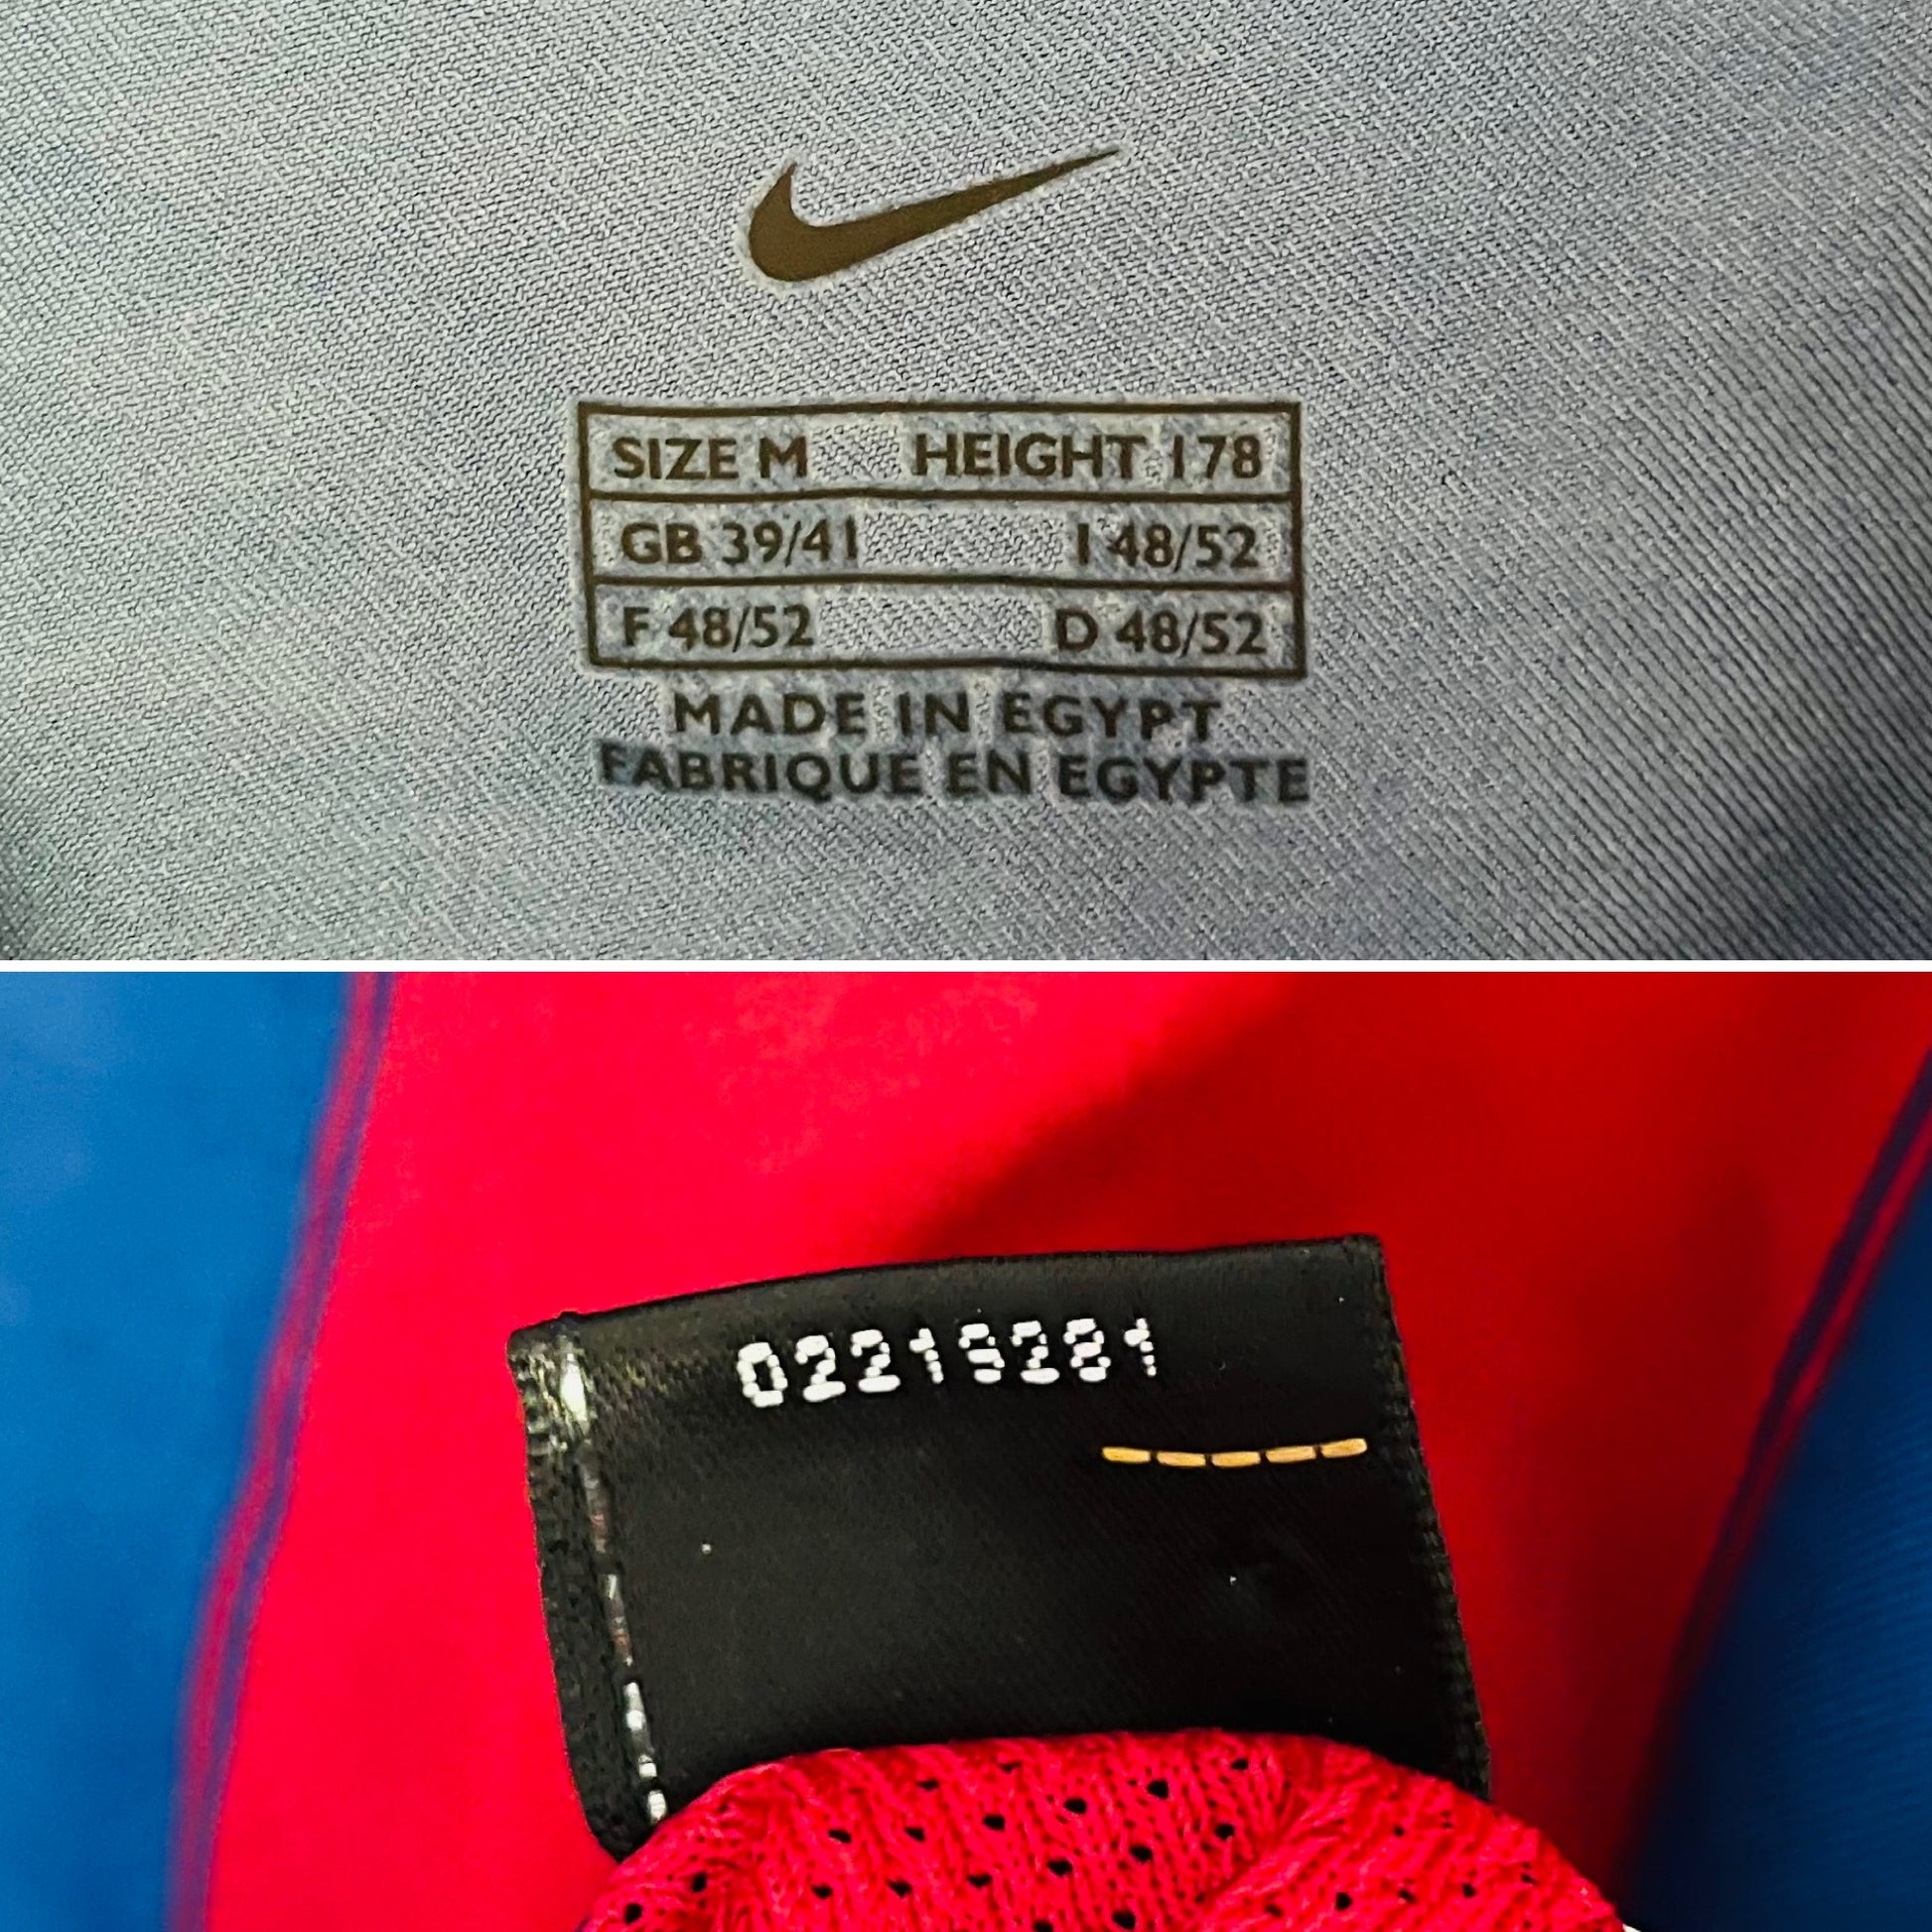 SIZE M HEIGHT 178
GB 39/41 I 48/52
F 48/52 D 48/52
MADE IN EGYPT
FABRIQUE EN EGYPTE
02219281